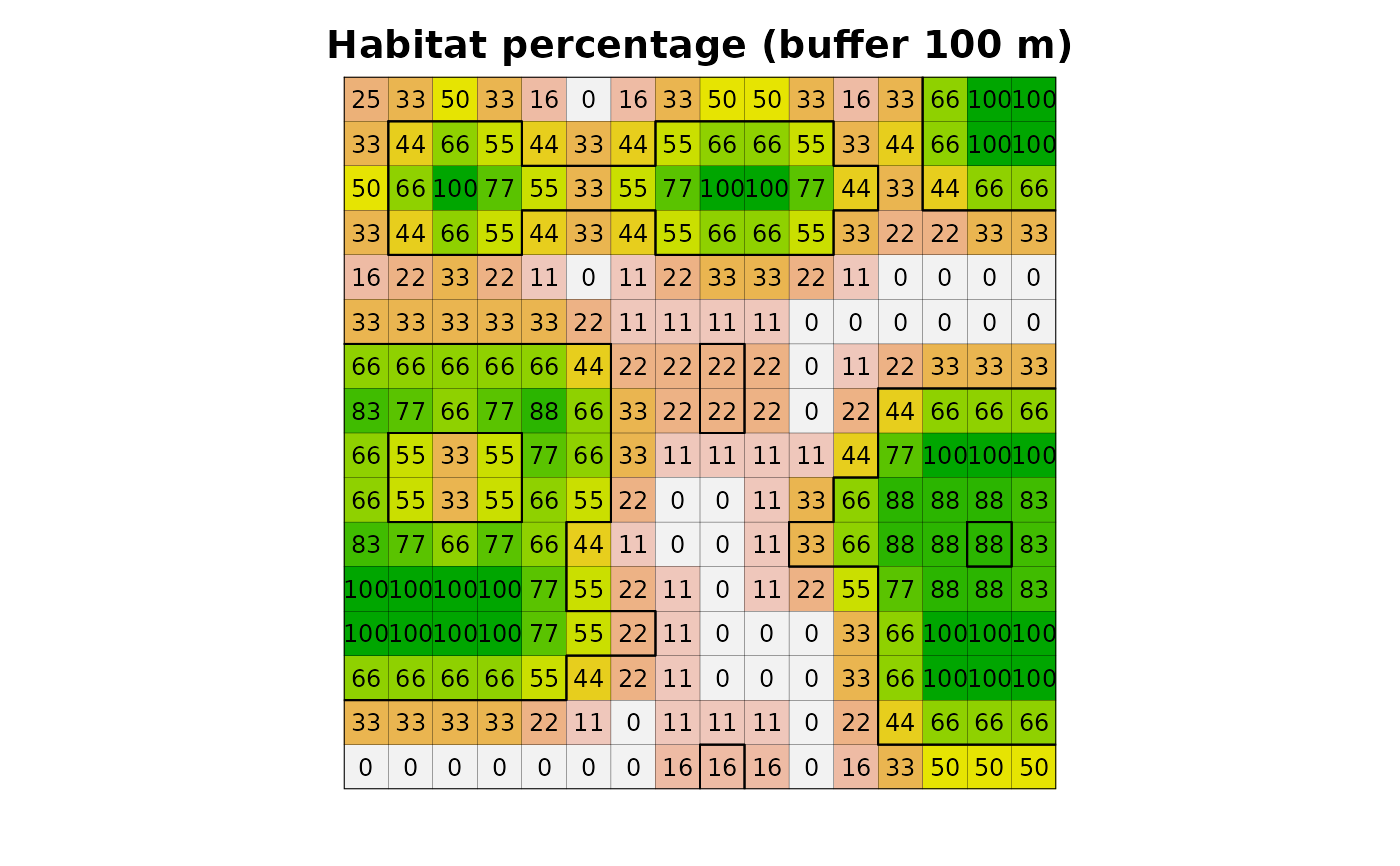 Habitat percentage (buffer 100 m)
25 33 50 33 16 0 16 33 50 50 33 16 33 66 100 100
33 44 66 55 44 33 44 55 66 66 55 33 44 66 100 100
50 66 100 77 55 33 55 77 100 100 77 44 33 44 66 66
33 44 66 55 44 33 44 55 66 66 55 33 22 22 33 33
16 22 33 22 11 0 11 22 33 33 22 11 0 0 0 0
33 33 33 33 33 22 11 11 11 11 0 0 0 0 0 0
66 66 66 66 66 44 22 22 22 22 0 11 22 33 33 33
83 77 66 77 88 66 33 22 22 22 0 22 44 66 66 66
66 55 33 55 77 66 33 11 11 11 11 44 77 100 100 100
66 55 33 55 66 55 22 0 0 11 33 66 88 88 88 83
83 77 66 77 66 44 11 0 0 11 33 66 88 88 88 83
100 100 100 100 77 55 22 11 0 11 22 55 77 88 88 83
100 100 100 100 77 55 22 11 0 0 0 33 66 100 100 100
66 66 66 66 55 44 22 11 0 0 0 33 66 100 100 100
33 33 33 33 22 11 0 11 11 11 0 22 44 66 66 66
0 0 0 0 0 0 0 16 16 16 0 16 33 50 50 50